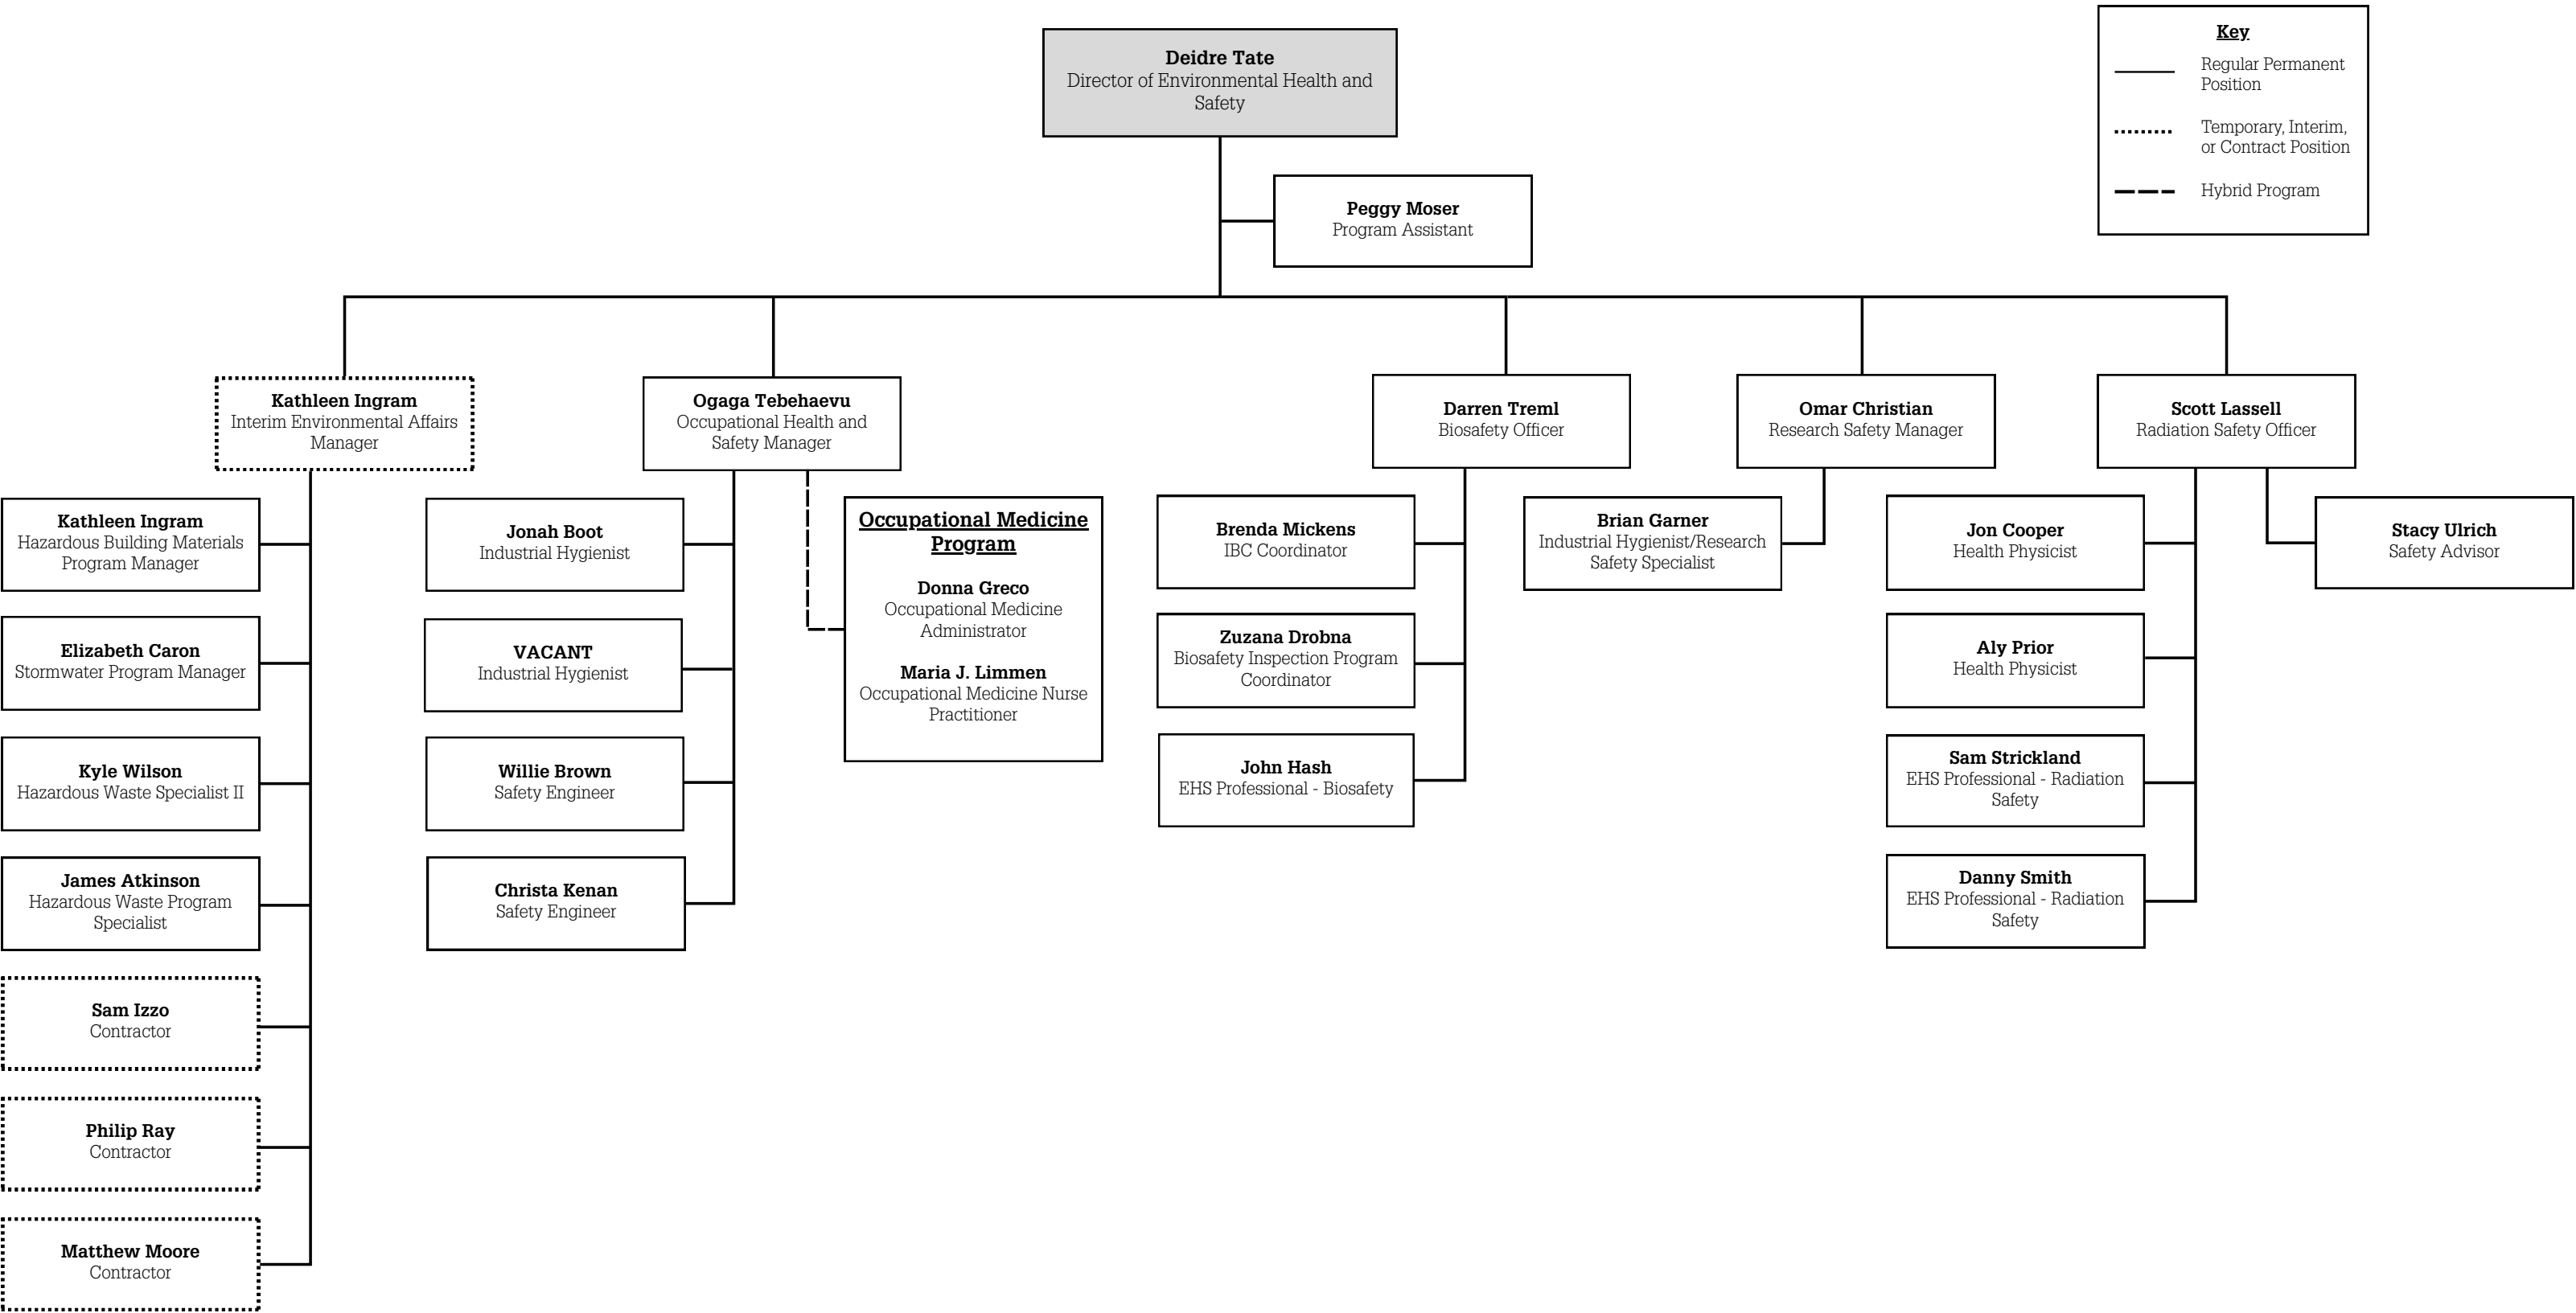 Deidre Tate
Director of Environmental Health and
Safety
Key
Regular Permanent
Position
Temporary, Interim,
or Contract Position
Hybrid Program
Peggy Moser
Program Assistant
Kathleen Ingram
Interim Environmental Affairs
Manager
Kathleen Ingram
Hazardous Building Materials
Program Manager
Elizabeth Caron
Stormwater Program Manager
Kyle Wilson
Hazardous Waste Specialist II
James Atkinson
Hazardous Waste Program
Specialist
Sam Izzo
Contractor
Philip Ray
Contractor
Matthew Moore
Contractor
Ogaga Tebehaevu
Occupational Health and
Safety Manager
Jonah Boot
Industrial Hygienist
VACANT
Industrial Hygienist
Willie Brown
Safety Engineer
Christa Kenan
Safety Engineer
Occupational Medicine
Program
Donna Greco
Occupational Medicine
Administrator
Maria J. Limmen
Occupational Medicine Nurse
Practitioner
Darren Treml
Biosafety Officer
Brenda Mickens
IBC Coordinator
Zuzana Drobna
Biosafety Inspection Program
Coordinator
John Hash
EHS Professional - Biosafety
Omar Christian
Research Safety Manager
Brian Garner
Industrial Hygienist/Research
Safety Specialist
Scott Lassell
Radiation Safety Officer
Jon Cooper
Health Physicist
Aly Prior
Health Physicist
Sam Strickland
EHS Professional - Radiation
Safety
Danny Smith
EHS Professional - Radiation
Safety
Stacy Ulrich
Safety Advisor